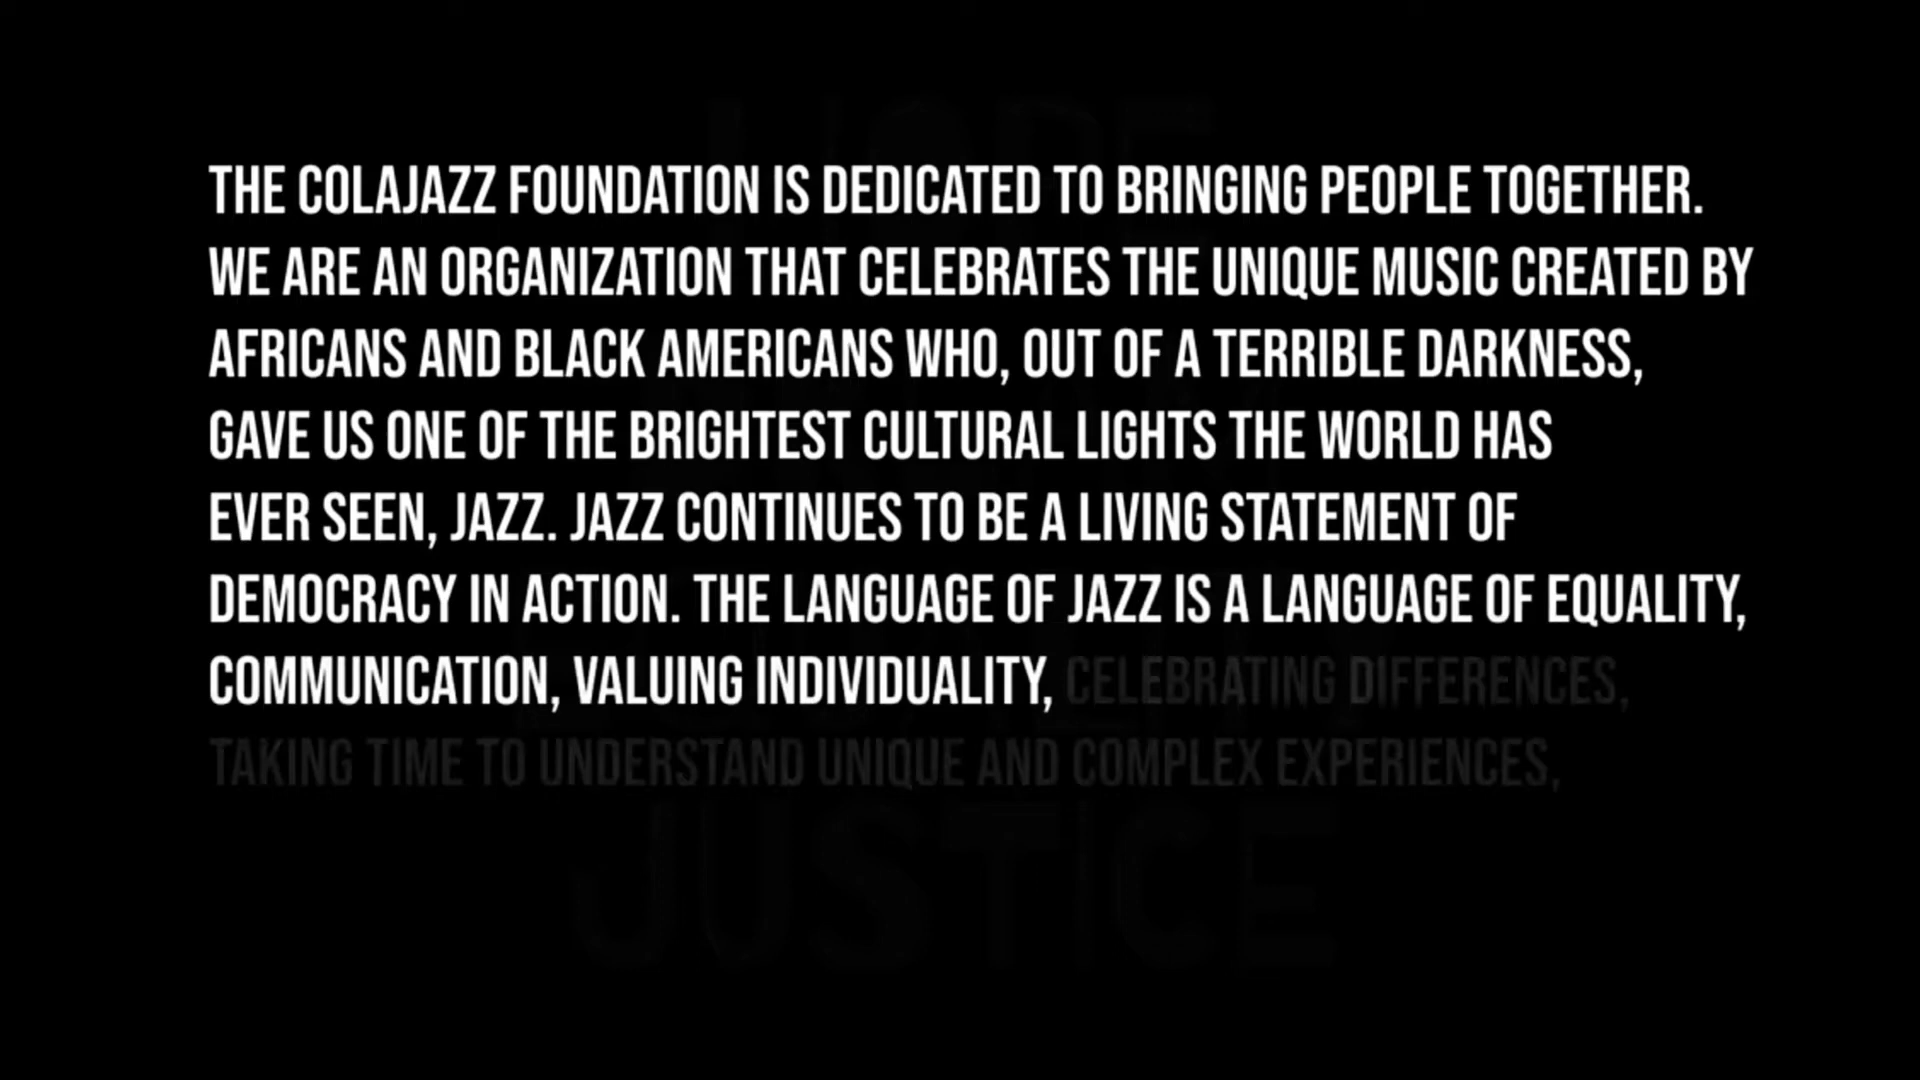 THE COLAJAZZ FOUNDATION IS DEDICATED TO BRINGING PEOPLE TOGETHER.
WE ARE AN ORGANIZATION THAT CELEBRATES THE UNIQUE MUSIC CREATED BY
AFRICANS AND BLACK AMERICANS WHO, OUT OF A TERRIBLE DARKNESS,
GAVE US ONE OF THE BRIGHTEST CULTURAL LIGHTS THE WORLD HAS
EVER SEEN, JAZZ. JAZZ CONTINUES TO BE A LIVING STATEMENT OF
DEMOCRACY IN ACTION. THE LANGUAGE OF JAZZ IS A LANGUAGE OF EQUALITY,
COMMUNICATION, VALUING INDIVIDUALITY, CELEBRATING DIFFERENCES,
TAKING TIME TO UNDERSTAND UNIQUE AND COMPLEX EXPERIENCES,
JUSTICE